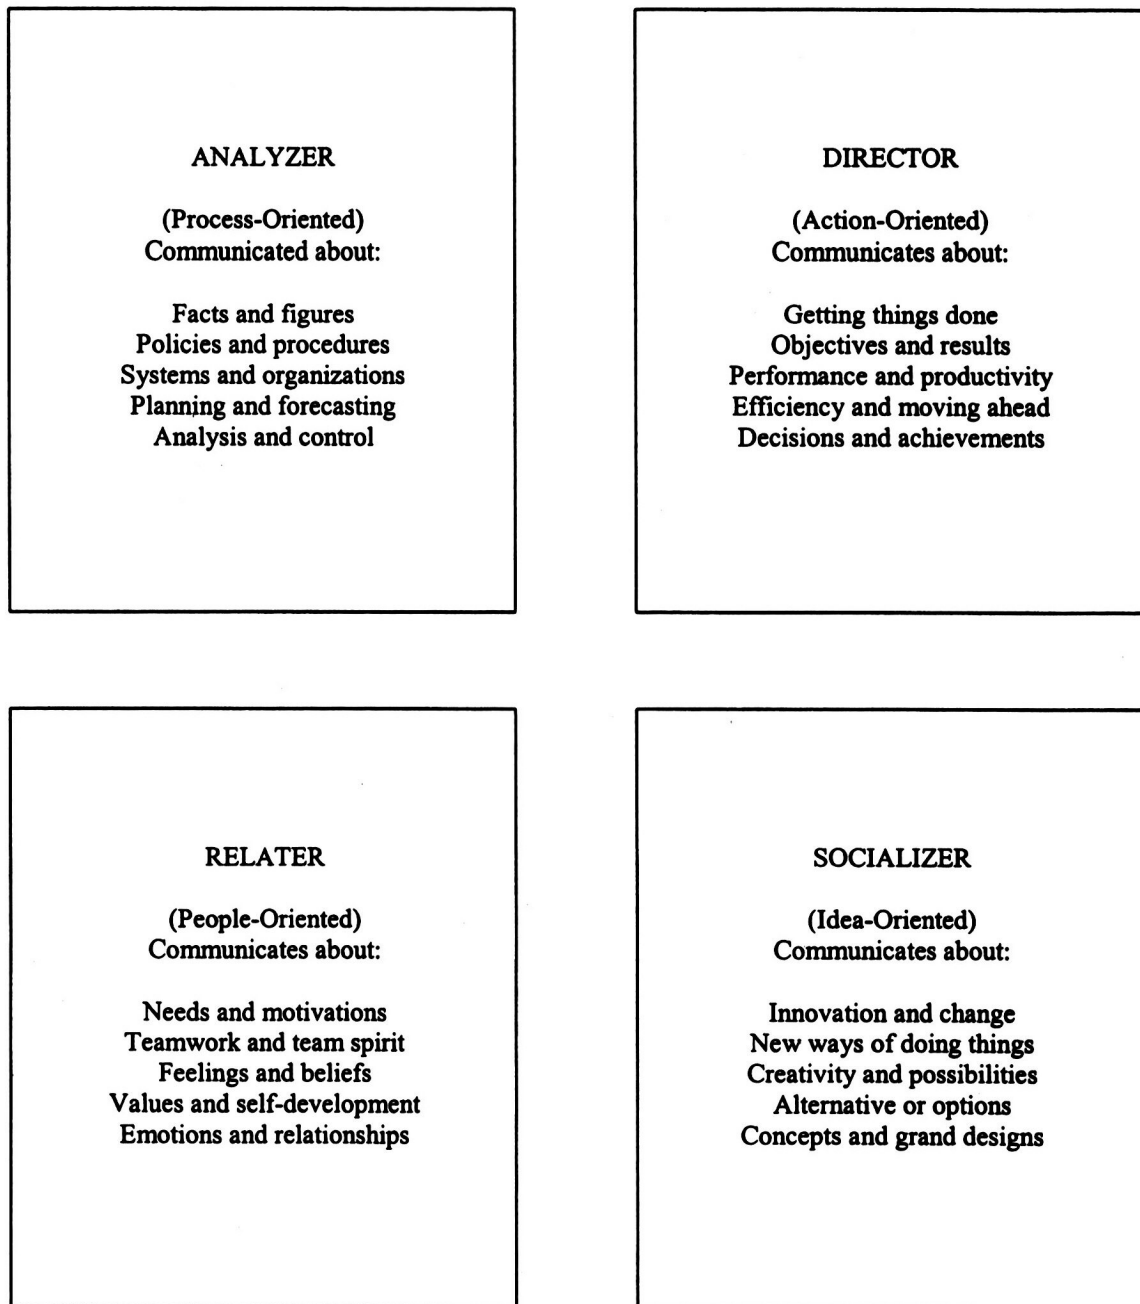 ANALYZER
(Process-Oriented)
Communicated about:
Facts and figures
Policies and procedures
Systems and organizations
Planning and forecasting
Analysis and control
DIRECTOR
(Action-Oriented)
Communicates about:
Getting things done
Objectives and results
Performance and productivity
Efficiency and moving ahead
Decisions and achievements
RELATER
(People-Oriented)
Communicates about:
Needs and motivations
Teamwork and team spirit
Feelings and beliefs
Values and self-development
Emotions and relationships
SOCIALIZER
(Idea-Oriented)
Communicates about:
Innovation and change
New ways of doing things
Creativity and possibilities
Alternative or options
Concepts and grand designs